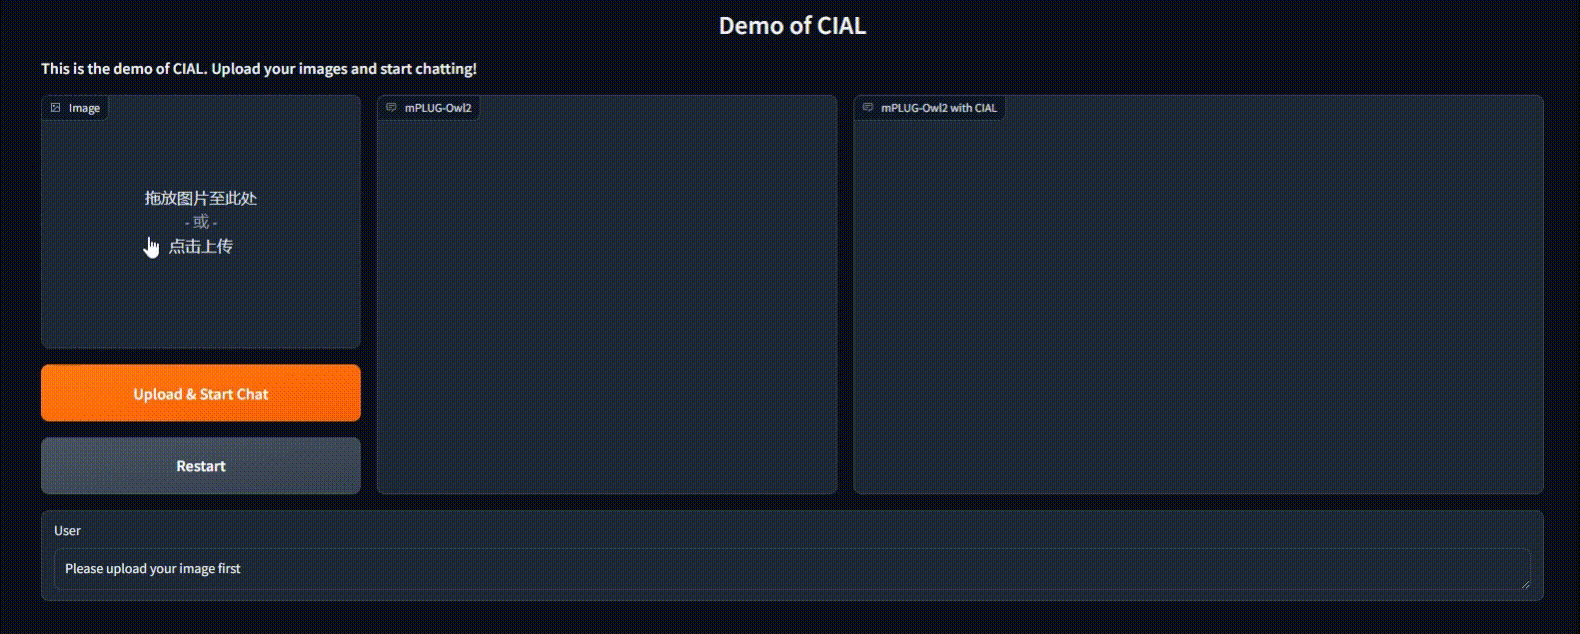 Demo of CIAL
This is the demo of CIAL. Upload your images and start chatting!
Image
mPLUG-Owl2
mPLUG-Owl2 with CIAL
拖放图片至此处
- 或 -
点击上传
Upload & Start Chat
Restart
User
Please upload your image first